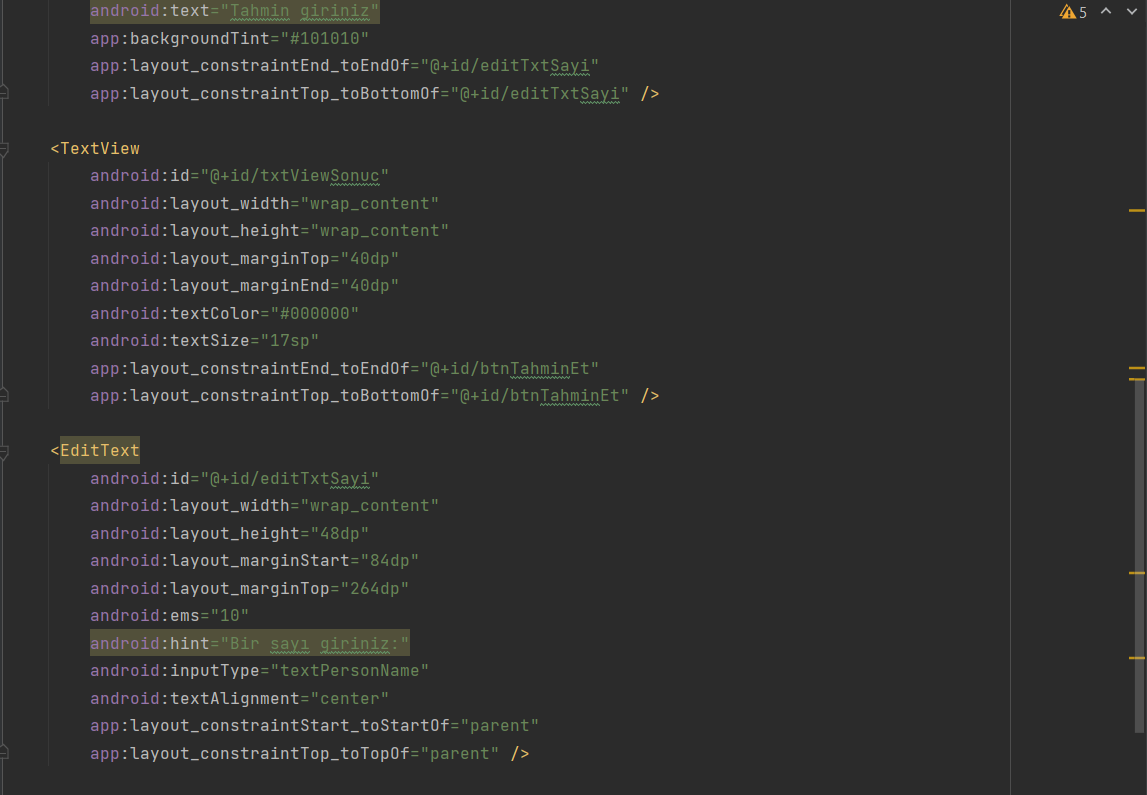 android:text="Tahmin giriniz"
5
app:backgroundTint="#101010"
app:layout_constraintEnd_toEndOf="@+id/editTxtSayi"
app:layout_constraintTop_toBottomOf="@+id/editTxtSayi" />
<TextView
android:id="@+id/txtViewSonuc"
android:layout_width="wrap_content"
android:layout_height="wrap_content"
android:layout_marginTop="40dp"
android:layout_marginEnd="40dp"
android:textColor="#000000"
android:textSize="17sp"
app:layout_constraintEnd_toEndOf="@+id/btnTahminEt"
app:layout_constraintTop_toBottomOf="@+id/btnTahminEt" />
<EditText
android:id="@+id/editTxtSayi"
android:layout_width="wrap_content"
android:layout_height="48dp"
android:layout_marginStart="84dp"
android:layout_marginTop="264dp"
android:ems="10"
android:hint="Bir sayı giriniz:"
android:inputType="textPersonName"
android:textAlignment="center"
app:layout_constraintStart_toStartOf="parent"
app:layout_constraintTop_toTopOf="parent" />